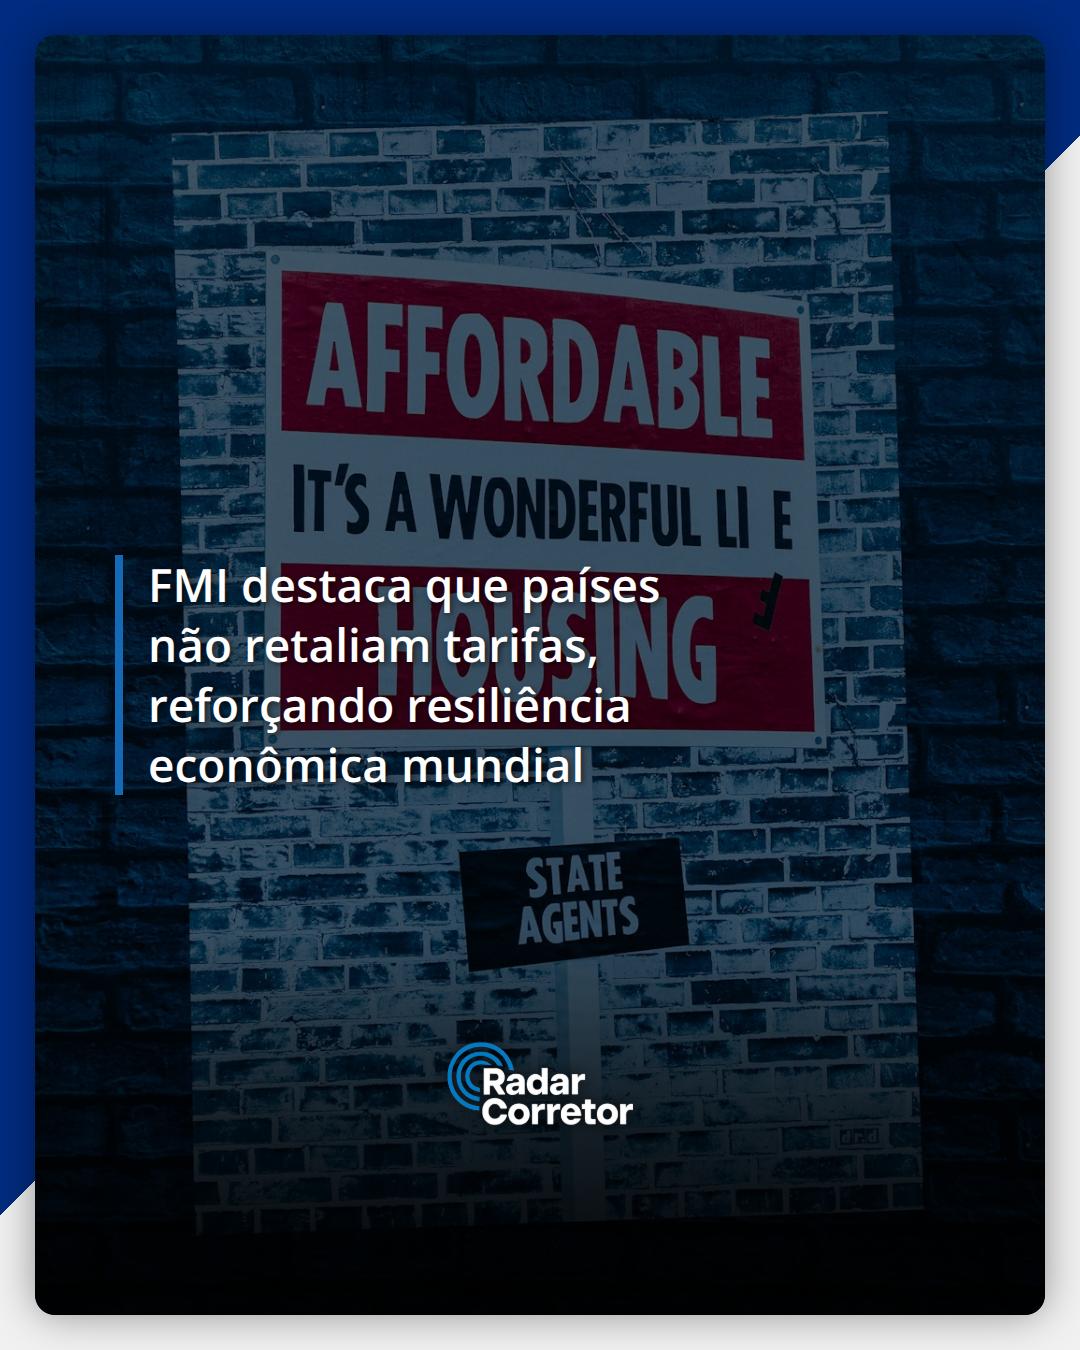 AFFORDABLE
IT'S A WONDERFUL LI E
F
HOUSING
FMI destaca que países
não retaliam tarifas,
reforçando resiliência
econômica mundial
STATE
AGENTS
Radar
Corretor
drd